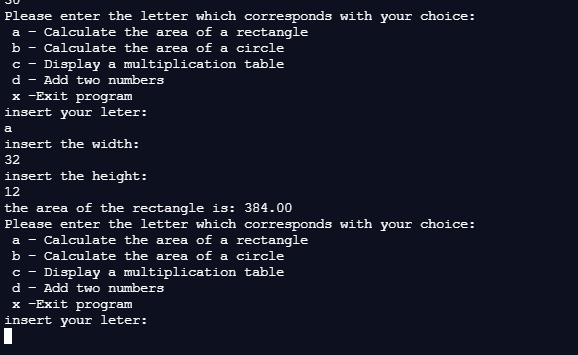 30
Please enter the letter which corresponds with your choice:
a - Calculate the area of a rectangle
b - Calculate the area of a circle
c - Display a multiplication table
d - Add two numbers
x -Exit program
insert your leter:
a
insert the width:
32
insert the height:
12
the area of the rectangle is: 384.00
Please enter the letter which corresponds with your choice:
a - Calculate the area of a rectangle
b - Calculate the area of a circle
c - Display a multiplication table
d - Add two numbers
x -Exit program
insert your leter: